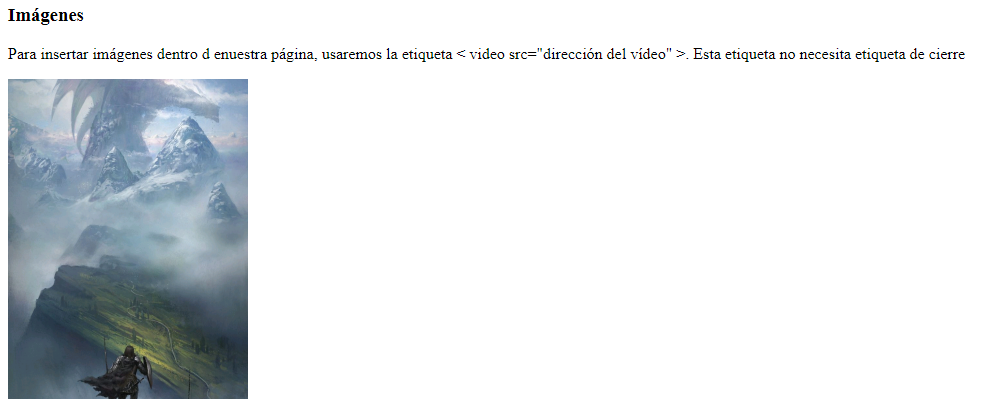 Imágenes
Para insertar imágenes dentro d enuestra página, usaremos la etiqueta < video src="dirección del vídeo" >. Esta etiqueta no necesita etiqueta de cierre